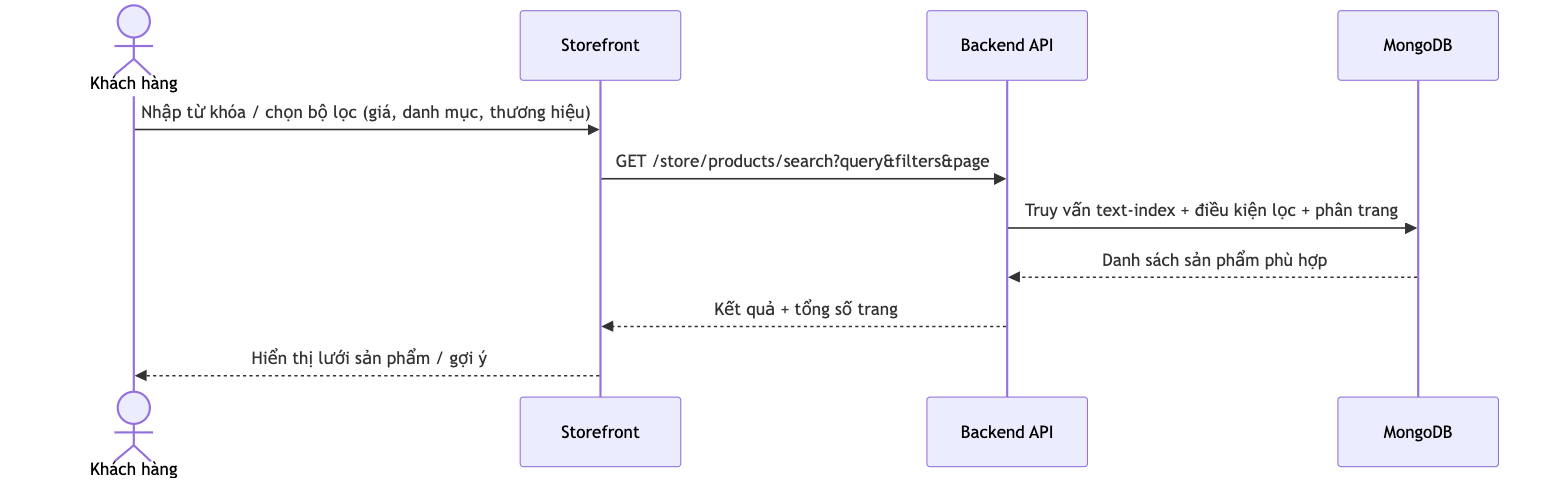 Khách hàng
Storefront
Backend API
MongoDB
Nhập từ khóa / chọn bộ lọc (giá, danh mục, thương hiệu)
GET /store/products/search?query&filters&page
Truy vấn text-index + điều kiện lọc + phân trang
Danh sách sản phẩm phù hợp
Kết quả + tổng số trang
Hiển thị lưới sản phẩm / gợi ý
Khách hàng
Storefront
Backend API
MongoDB